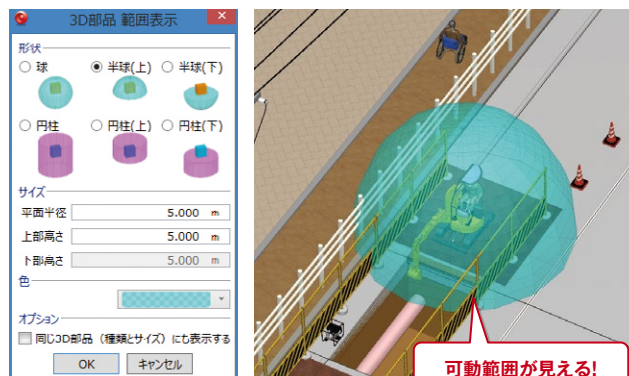 3D部品 範囲表示
形状
球 半球(上) 半球(下)
円柱 円柱(上) 円柱(下)
サイズ
平面半径 5.000 m
上部高さ 5.000 m
下部高さ 5.000 m
色
オプション
同じ3D部品（種類とサイズ）にも表示する
OK キャンセル
可動範囲が見える!